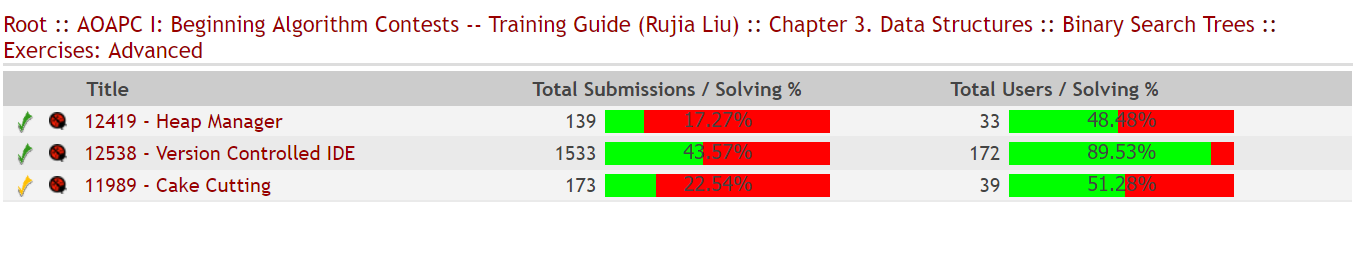 Root :: AOAPC I: Beginning Algorithm Contests -- Training Guide (Rujia Liu) :: Chapter 3. Data Structures :: Binary Search Trees ::
Exercises: Advanced
Title Total Submissions / Solving % Total Users / Solving %
12419 - Heap Manager 139 17.27% 33 48.48%
12538 - Version Controlled IDE 1533 43.57% 172 89.53%
11989 - Cake Cutting 173 22.54% 39 51.28%